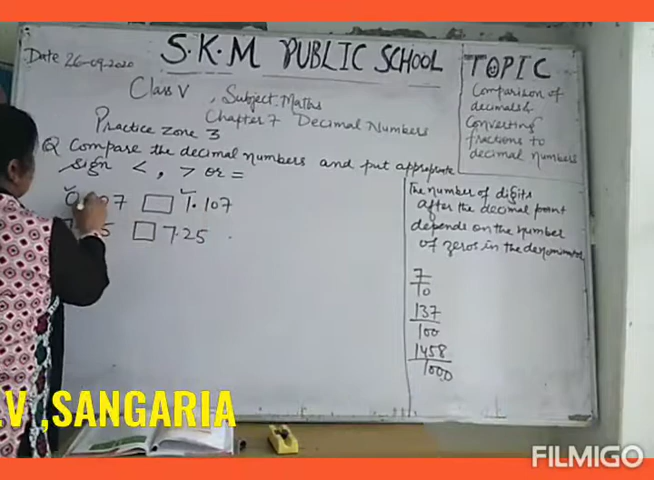 Date 26-09-2020
S.K.M PUBLIC SCHOOL
Class V , Subject Maths
Chapter 7 Decimal Numbers
Practice Zone 3
Q Compare the decimal numbers and put appropriate
sign < , > or =
07 □ 1.107
5 □ 7.25
TOPIC
Comparison of
decimals &
Converting
fractions to
decimal numbers
The number of digits
after the decimal point
depends on the number
of zeros in the denominator
7
10
137
100
1458
1000
.V ,SANGARIA
FILMIGO